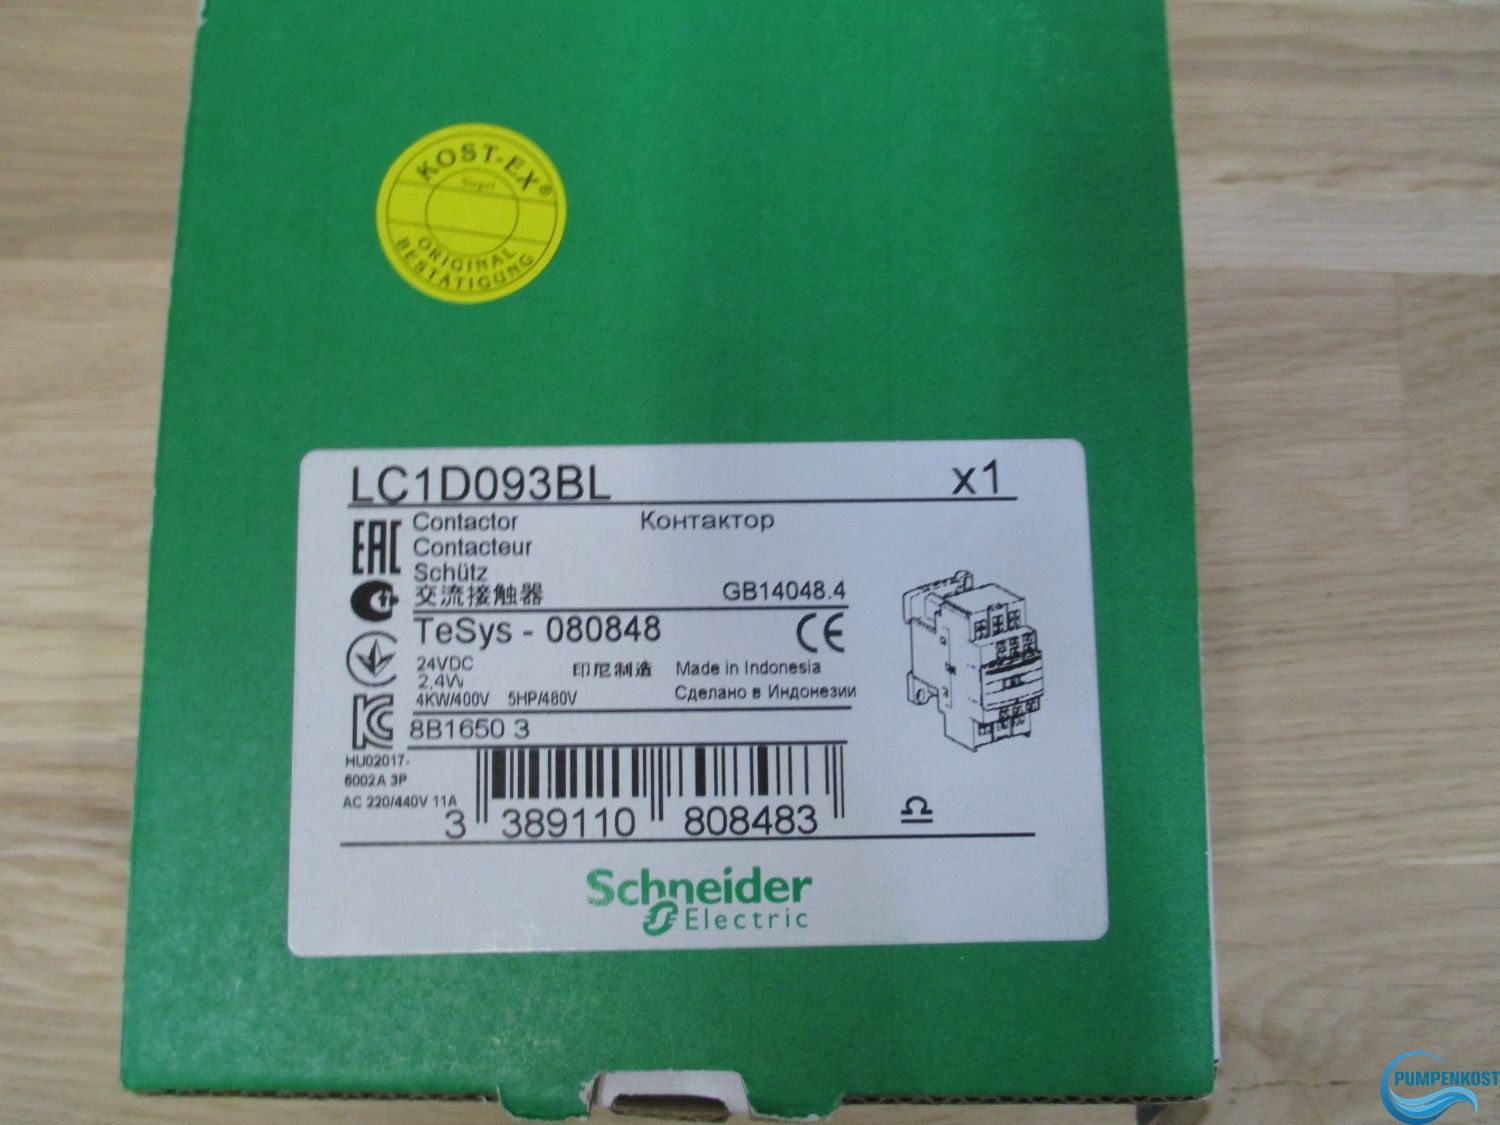 KOST-EX®
Siegel
ORIGINAL
BESTÄTIGUNG
LC1D093BL x1
EAC Contactor Контактор
Contacteur
Schütz
交流接触器 GB14048.4
TeSys - 080848 CE
24VDC 印尼制造 Made in Indonesia
2,4W Сделано в Индонезии
4KW/400V 5HP/480V
8B1650 3
HU02017-
6002A 3P
AC 220/440V 11A
3 389110 808483
Schneider
Electric
PUMPENKOST